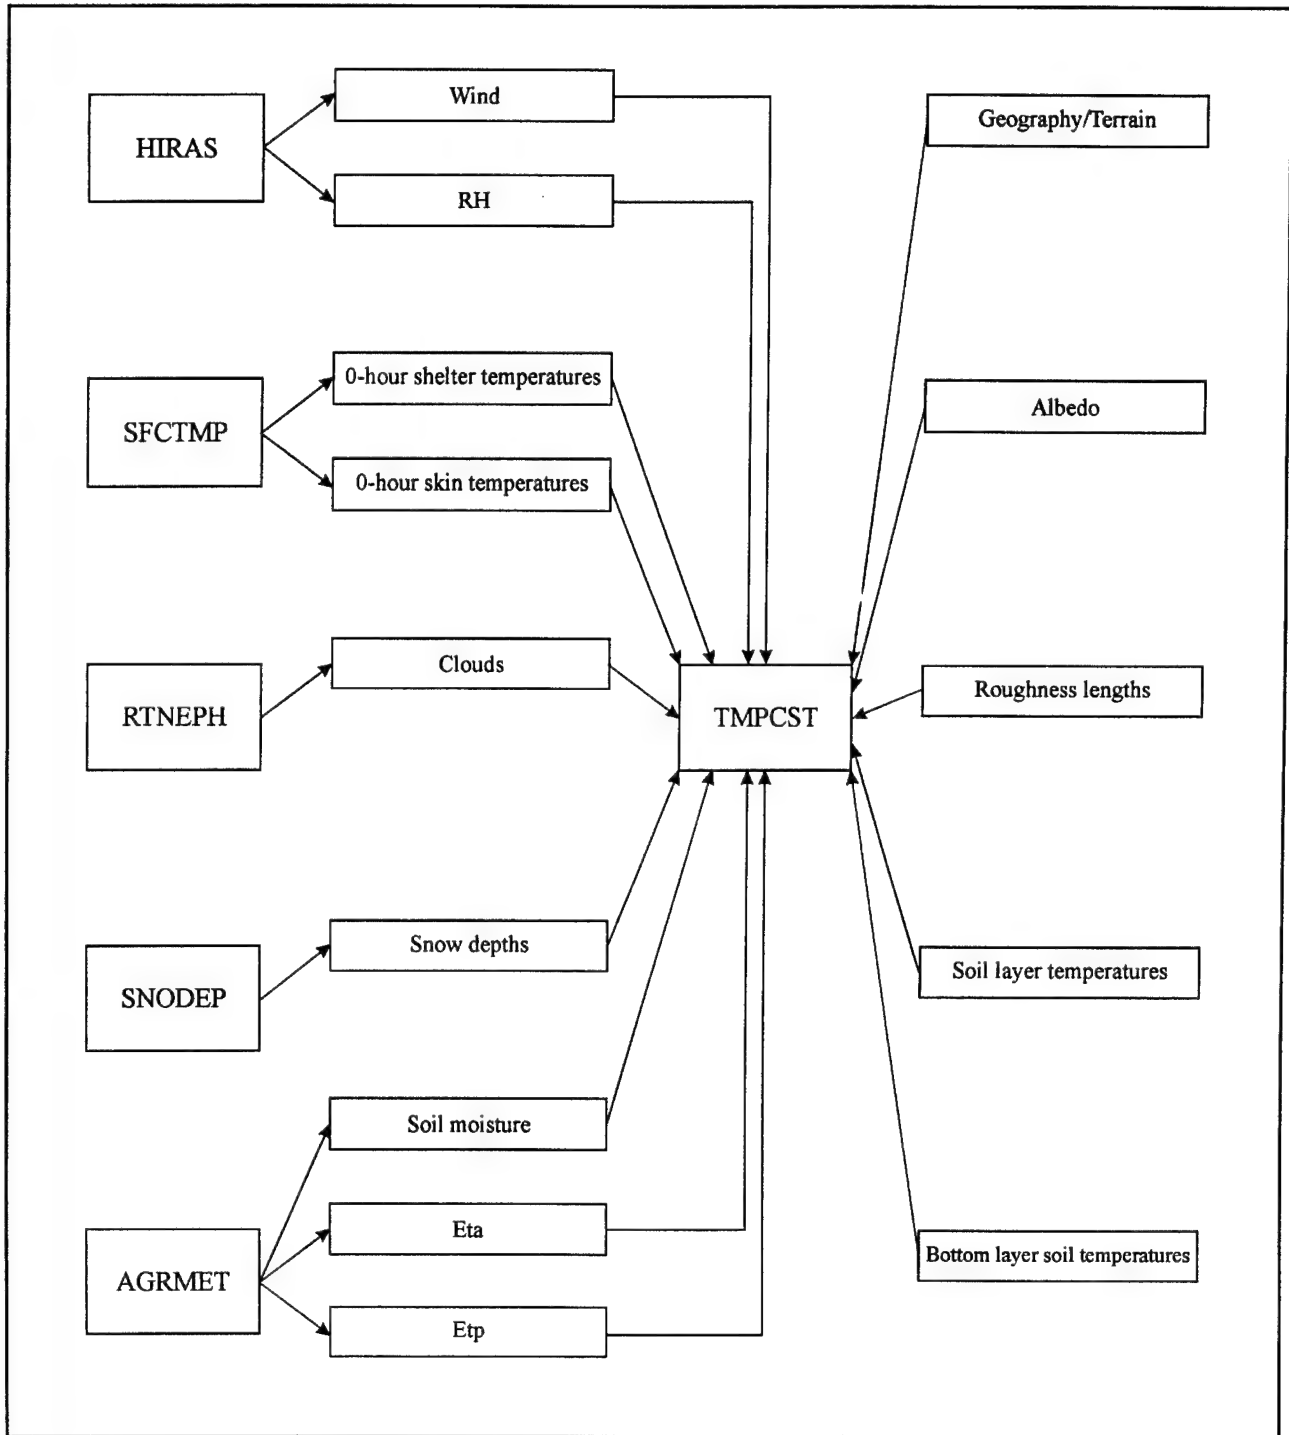 Wind
Geography/Terrain
HIRAS
RH
0-hour shelter temperatures
Albedo
SFCTMP
0-hour skin temperatures
Clouds
Roughness lengths
RTNEPH
TMPCST
Snow depths
Soil layer temperatures
SNODEP
Soil moisture
Eta
Bottom layer soil temperatures
AGRMET
Etp